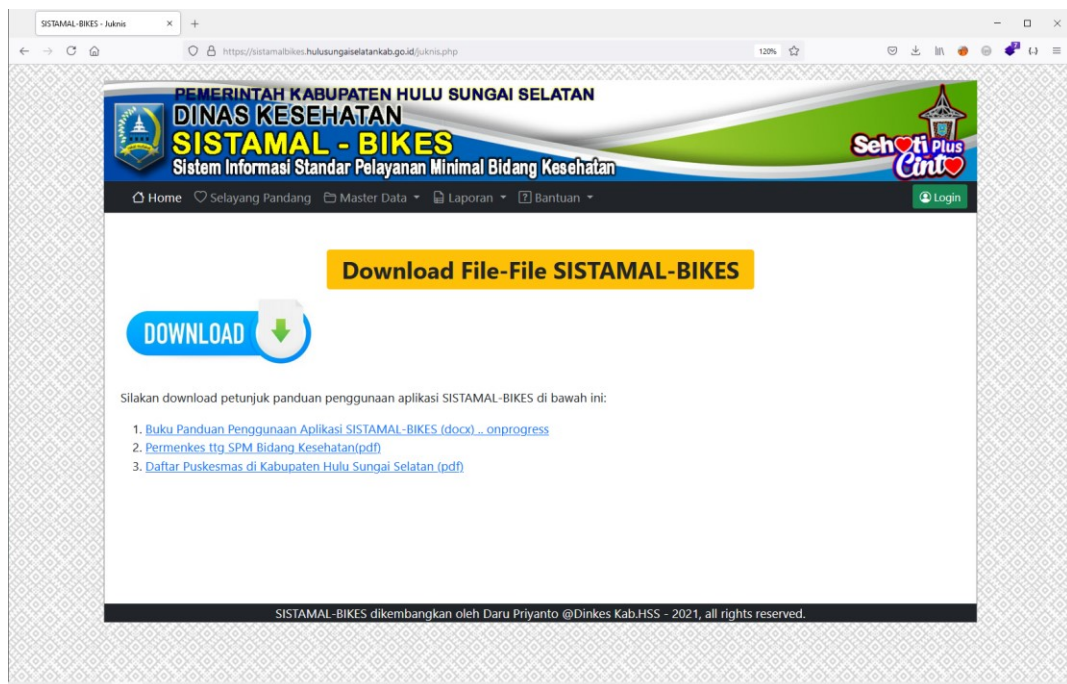 SISTAMAL-BIKES - Juknis
https://sistamalbikes.hulusungaiselatankab.go.id/juknis.php
120%
PEMERINTAH KABUPATEN HULU SUNGAI SELATAN
DINAS KESEHATAN
SISTAMAL - BIKES
Sistem Informasi Standar Pelayanan Minimal Bidang Kesehatan
Sehati Plus
Cinta
Home Selayang Pandang Master Data Laporan Bantuan Login
Download File-File SISTAMAL-BIKES
DOWNLOAD
Silakan download petunjuk panduan penggunaan aplikasi SISTAMAL-BIKES di bawah ini:
1. Buku Panduan Penggunaan Aplikasi SISTAMAL-BIKES (docx) .. onprogress
2. Permenkes ttg SPM Bidang Kesehatan(pdf)
3. Daftar Puskesmas di Kabupaten Hulu Sungai Selatan (pdf)
SISTAMAL-BIKES dikembangkan oleh Daru Priyanto @Dinkes Kab.HSS - 2021, all rights reserved.